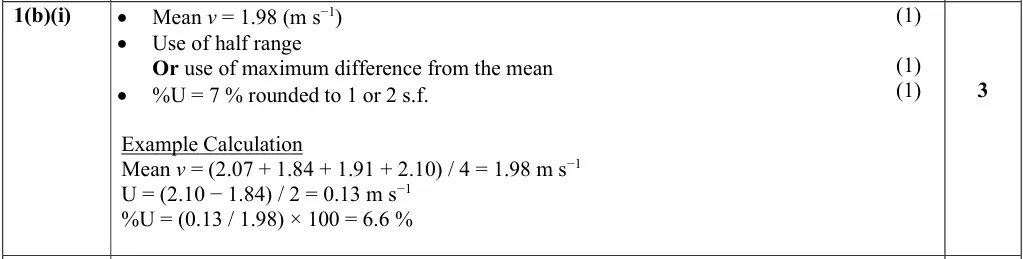 1(b)(i)
• Mean v = 1.98 (m s⁻¹) (1)
• Use of half range
Or use of maximum difference from the mean (1)
• %U = 7 % rounded to 1 or 2 s.f. (1)
3
Example Calculation
Mean v = (2.07 + 1.84 + 1.91 + 2.10) / 4 = 1.98 m s⁻¹
U = (2.10 − 1.84) / 2 = 0.13 m s⁻¹
%U = (0.13 / 1.98) × 100 = 6.6 %